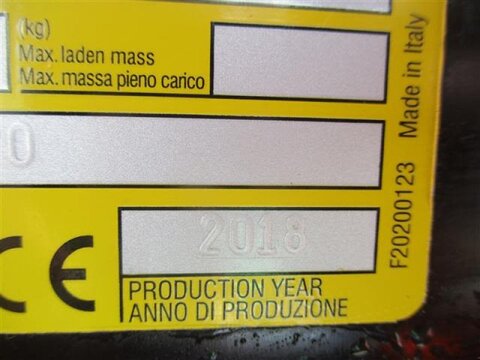 (kg)
Max. laden mass
Max. massa pieno carico
0
2018
CE
PRODUCTION YEAR
ANNO DI PRODUZIONE
F20200123 Made in Italy